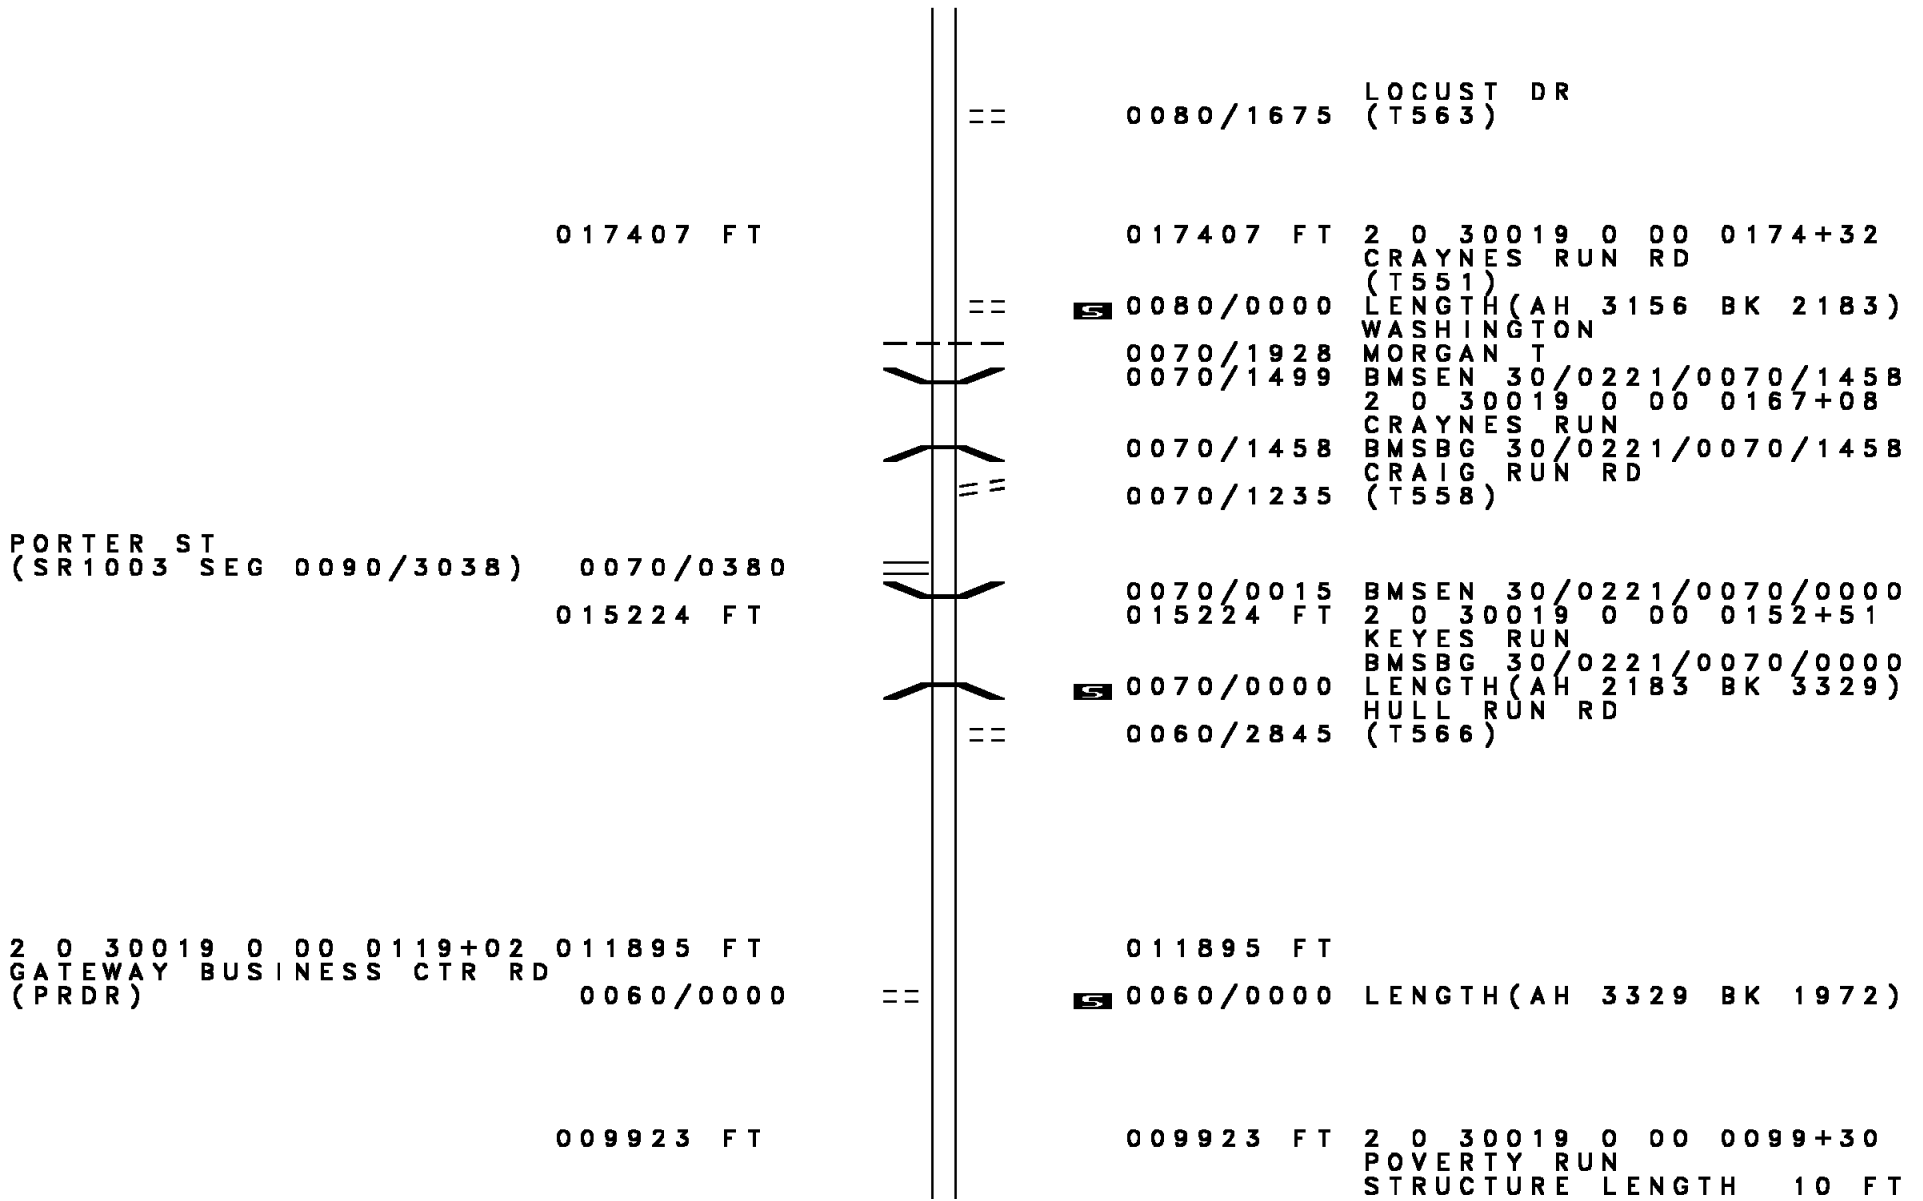 LOCUST DR
0080/1675 (T563)
017407 FT 017407 FT 2 0 30019 0 00 0174+32
CRAYNES RUN RD
(T551)
S 0080/0000 LENGTH(AH 3156 BK 2183)
WASHINGTON
0070/1928 MORGAN T
0070/1499 BMSEN 30/0221/0070/1458
2 0 30019 0 00 0167+08
CRAYNES RUN
0070/1458 BMSBG 30/0221/0070/1458
CRAIG RUN RD
0070/1235 (T558)
PORTER ST
(SR1003 SEG 0090/3038) 0070/0380
0070/0015 BMSEN 30/0221/0070/0000
015224 FT 015224 FT 2 0 30019 0 00 0152+51
KEYES RUN
BMSBG 30/0221/0070/0000
S 0070/0000 LENGTH(AH 2183 BK 3329)
HULL RUN RD
0060/2845 (T566)
2 0 30019 0 00 0119+02 011895 FT 011895 FT
GATEWAY BUSINESS CTR RD
(PRDR) 0060/0000 S 0060/0000 LENGTH(AH 3329 BK 1972)
009923 FT 009923 FT 2 0 30019 0 00 0099+30
POVERTY RUN
STRUCTURE LENGTH 10 FT